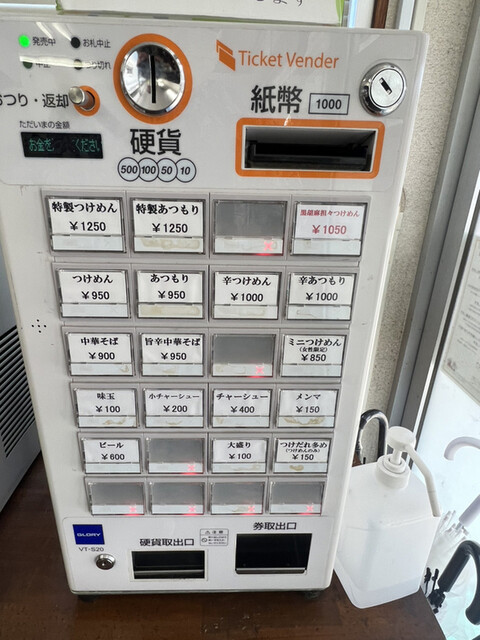 ます
発売中
お札中止
中止
おつり・返却
ただいまの金額
お金を
ください
硬貨
500 100 50 10
Ticket Vender
紙幣 1000
特製つけめん
¥1250
特製あつもり
¥1250
黒胡麻担々つけめん
¥1050
つけめん
¥950
あつもり
¥950
辛つけめん
¥1000
辛あつもり
¥1000
中華そば
¥900
旨辛中華そば
¥950
ミニつけめん
(女性限定)
¥850
味玉
¥100
小チャーシュー
¥200
チャーシュー
¥400
メンマ
¥150
ビール
¥600
大盛り
¥100
つけだれ多め
(つけめんのみ)
¥150
GLORY
VT-S20
硬貨取出口
券取出口